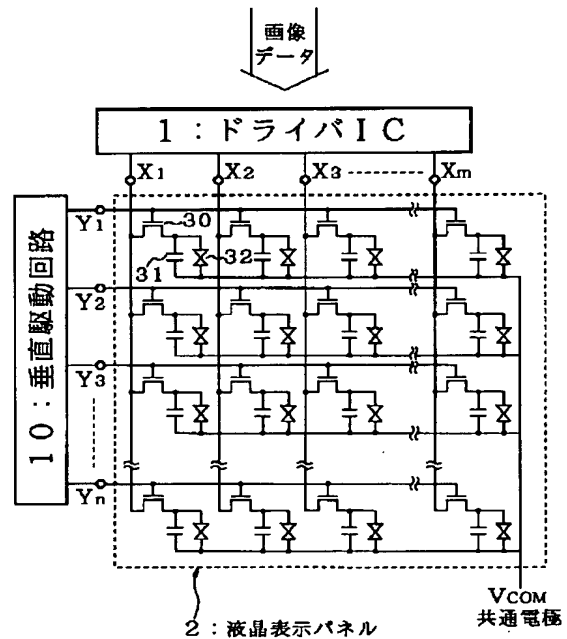 画像
データ
1：ドライバIC
X1 X2 X3 Xm
10：垂直駆動回路
Y1
30
31
32
Y2
Y3
Yn
VCOM
共通電極
2：液晶表示パネル